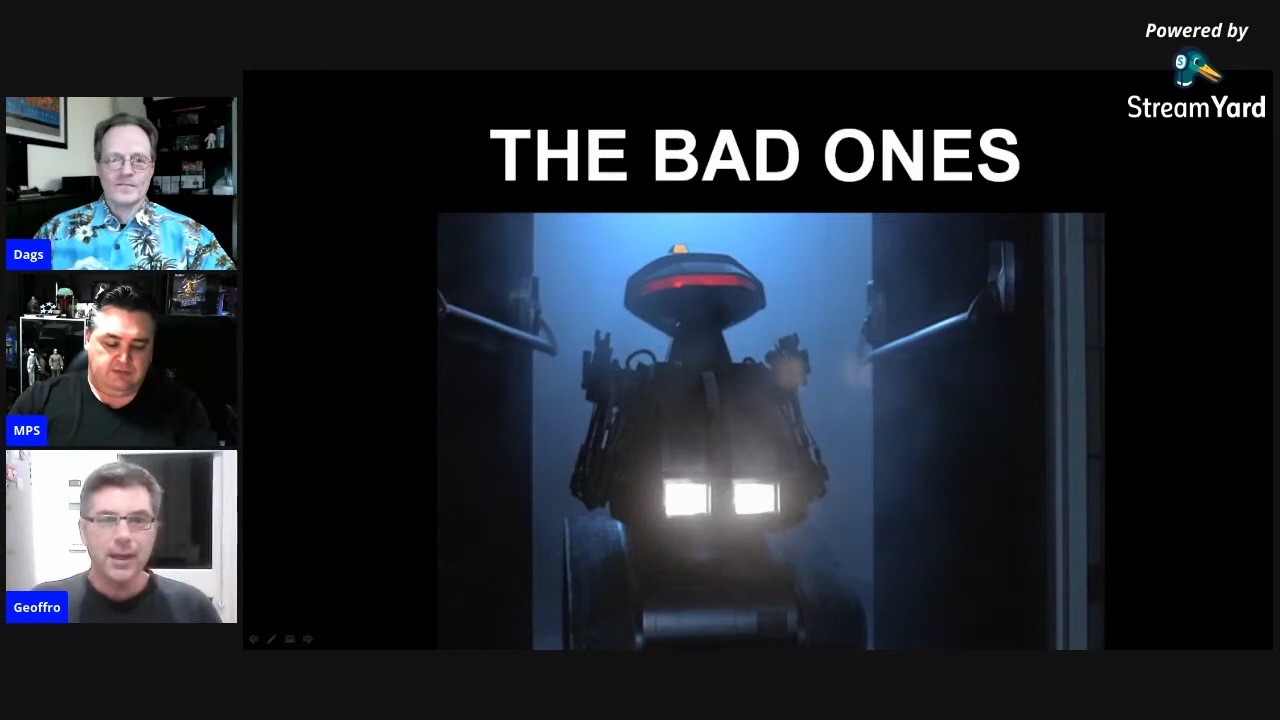 Powered by
StreamYard
THE BAD ONES
Dags
MPS
Geoffro